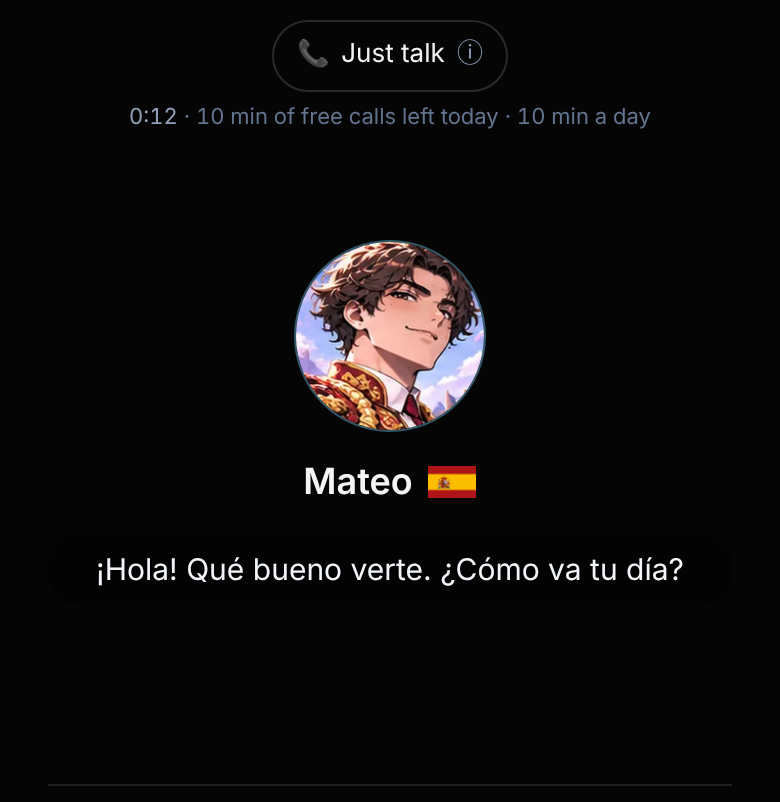 Just talk
0:12 · 10 min of free calls left today · 10 min a day
Mateo
¡Hola! Qué bueno verte. ¿Cómo va tu día?